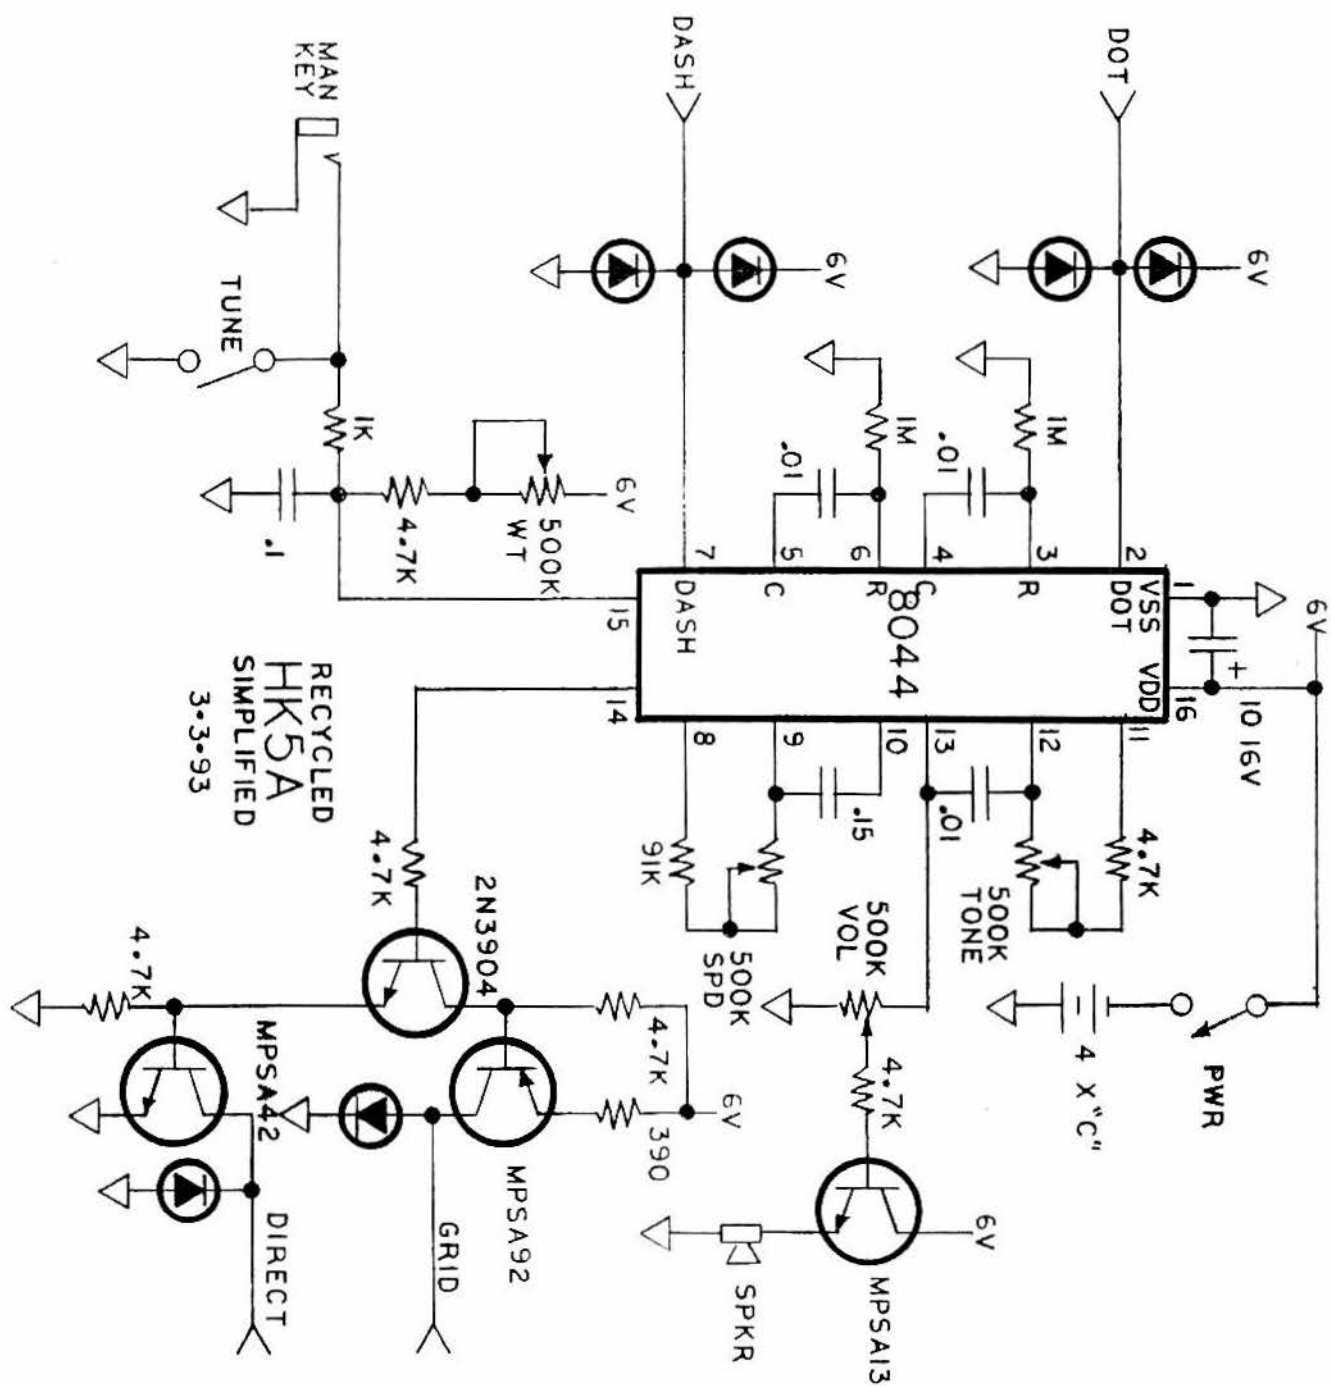 DOT
6V
6V
DASH
MAN
KEY
TUNE
1K
.1
4.7K
500K
WT
6V
1M
.01
1M
.01
6V
10 16V
+
1
VSS
2
DOT
3
R
4
C
6
R
5
C
7
DASH
8044
VDD
16
11
12
13
10
9
8
14
15
4.7K
500K
TONE
.01
.15
500K
SPD
91K
500K
VOL
4.7K
PWR
4 X "C"
6V
MPSA13
SPKR
RECYCLED
HK5A
SIMPLIFIED
3•3•93
4.7K
2N3904
4.7K
390
6V
MPSA92
GRID
4.7K
MPSA42
DIRECT